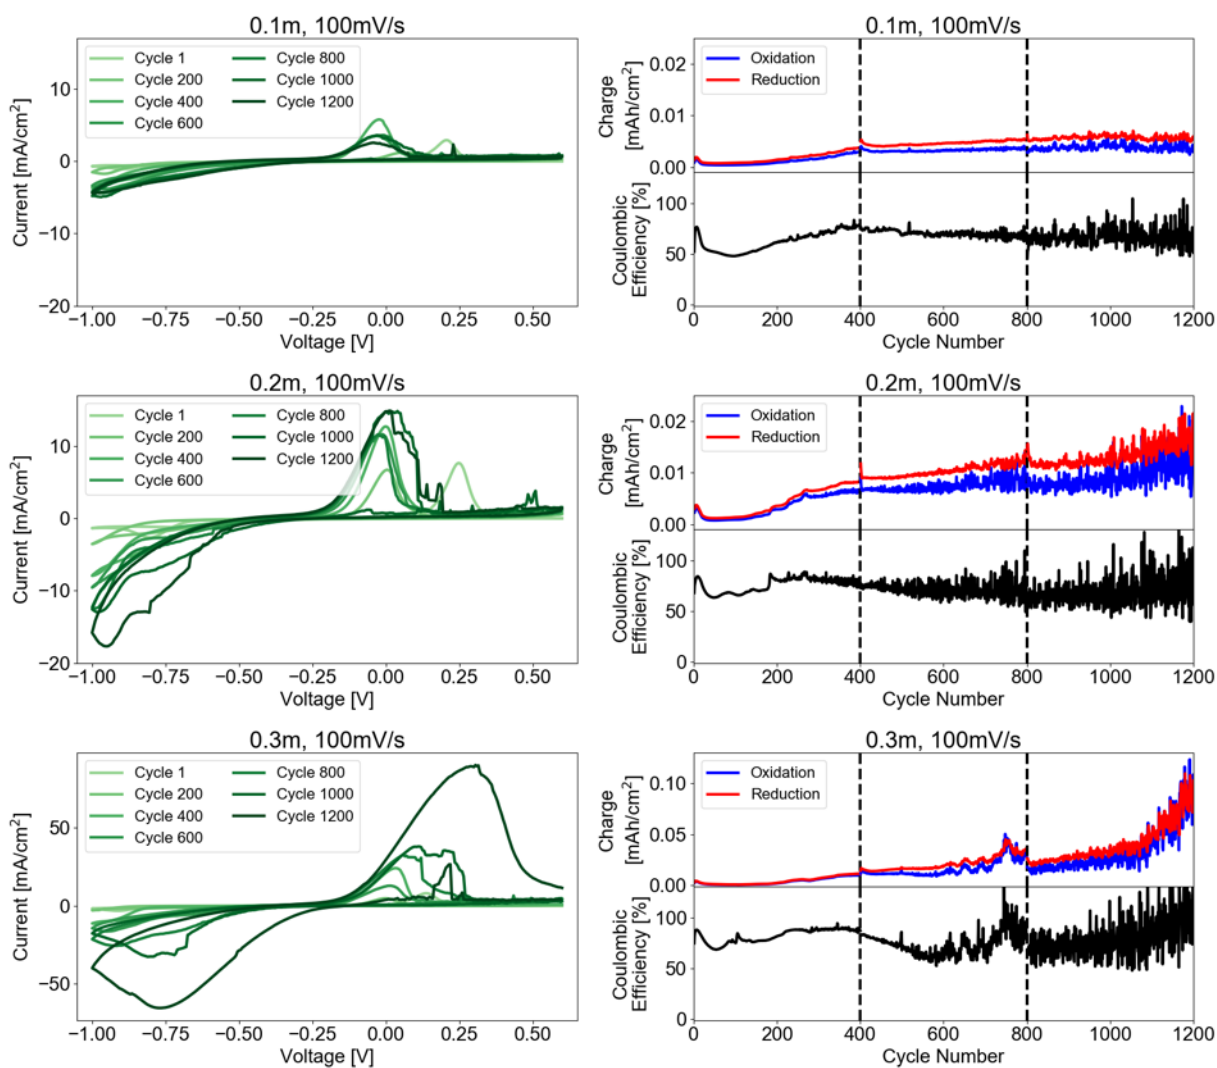 0.1m, 100mV/s
Cycle 1 Cycle 800
Cycle 200 Cycle 1000
Cycle 400 Cycle 1200
Cycle 600
10
0
−10
−20
Current [mA/cm²]
−1.00 −0.75 −0.50 −0.25 0.00 0.25 0.50
Voltage [V]
0.1m, 100mV/s
Oxidation
Reduction
0.02
0.01
0.00
Charge
[mAh/cm²]
100
50
0
Coulombic
Efficiency [%]
0 200 400 600 800 1000 1200
Cycle Number
0.2m, 100mV/s
Cycle 1 Cycle 800
Cycle 200 Cycle 1000
Cycle 400 Cycle 1200
Cycle 600
10
0
−10
−20
Current [mA/cm²]
−1.00 −0.75 −0.50 −0.25 0.00 0.25 0.50
Voltage [V]
0.2m, 100mV/s
Oxidation
Reduction
0.02
0.01
0.00
Charge
[mAh/cm²]
100
50
0
Coulombic
Efficiency [%]
0 200 400 600 800 1000 1200
Cycle Number
0.3m, 100mV/s
Cycle 1 Cycle 800
Cycle 200 Cycle 1000
Cycle 400 Cycle 1200
Cycle 600
50
0
−50
Current [mA/cm²]
−1.00 −0.75 −0.50 −0.25 0.00 0.25 0.50
Voltage [V]
0.3m, 100mV/s
Oxidation
Reduction
0.10
0.05
0.00
Charge
[mAh/cm²]
100
50
0
Coulombic
Efficiency [%]
0 200 400 600 800 1000 1200
Cycle Number